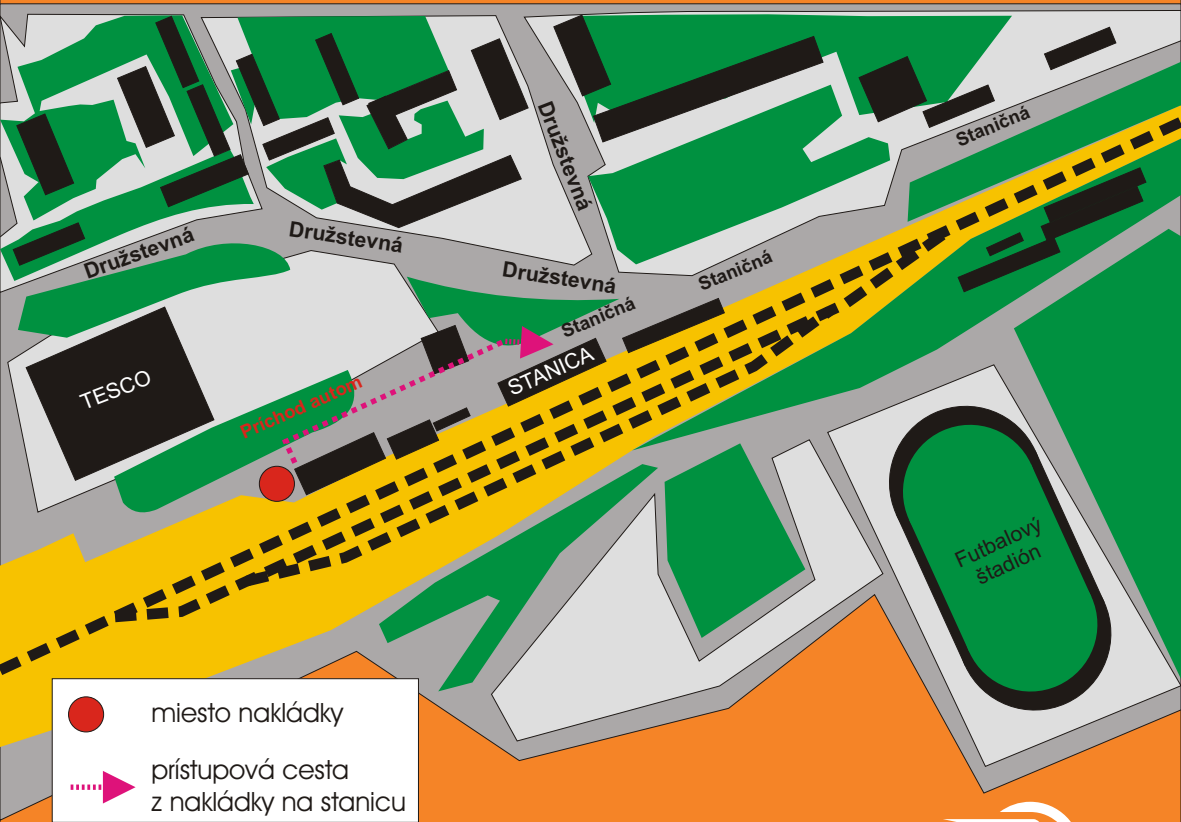 Družstevná
Staničná
Družstevná
Družstevná
Družstevná
Staničná
Staničná
STANICA
TESCO
Príchod autom
Futbalový
štadión
miesto nakládky
prístupová cesta
z nakládky na stanicu